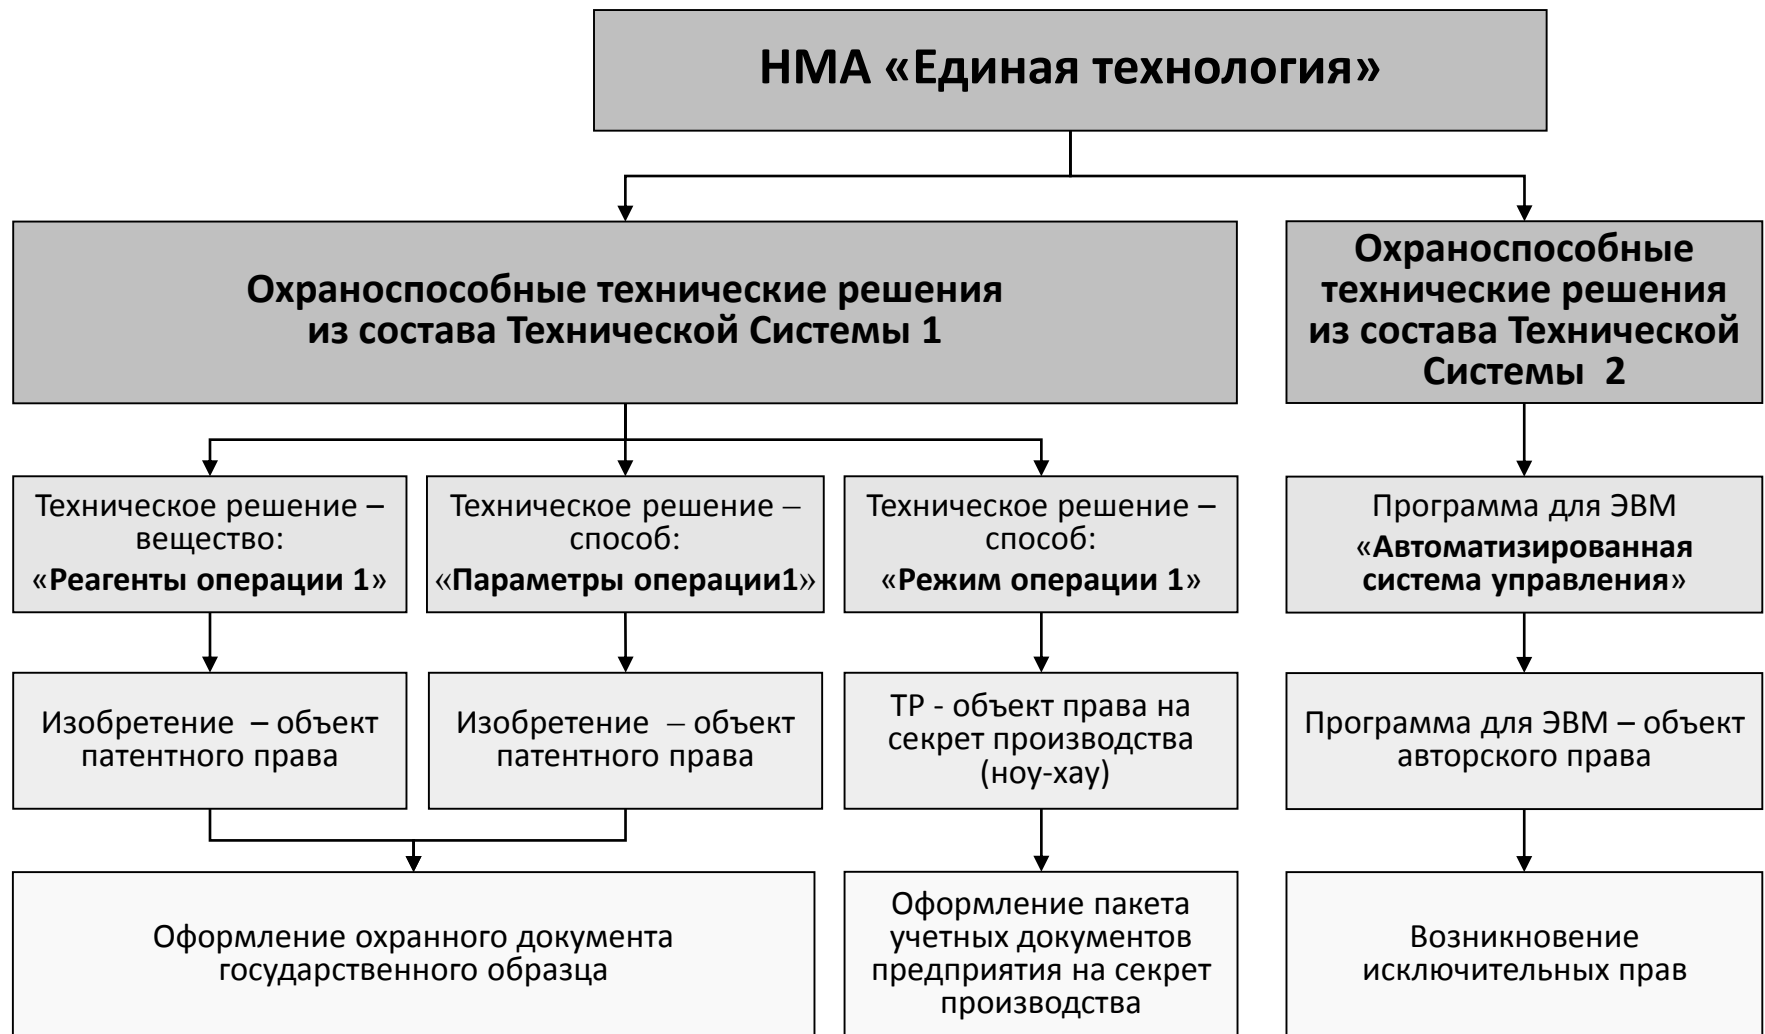 НМА «Единая технология»
Охраноспособные технические решения
из состава Технической Системы 1
Охраноспособные
технические решения
из состава Технической
Системы 2
Техническое решение –
вещество:
«Реагенты операции 1»
Техническое решение –
способ:
«Параметры операции1»
Техническое решение –
способ:
«Режим операции 1»
Программа для ЭВМ
«Автоматизированная
система управления»
Изобретение – объект
патентного права
Изобретение – объект
патентного права
ТР - объект права на
секрет производства
(ноу-хау)
Программа для ЭВМ – объект
авторского права
Оформление охранного документа
государственного образца
Оформление пакета
учетных документов
предприятия на секрет
производства
Возникновение
исключительных прав